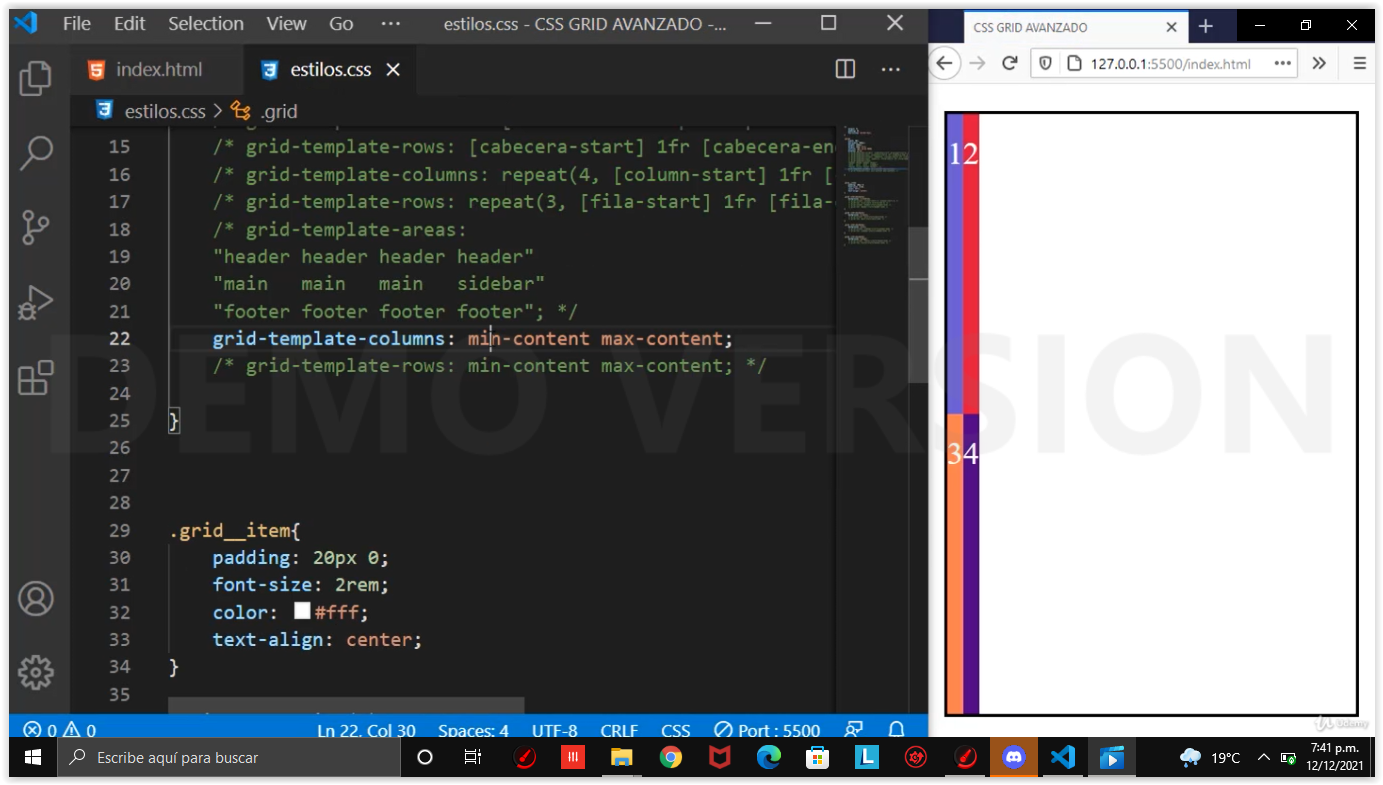 File Edit Selection View Go ··· estilos.css - CSS GRID AVANZADO -...
index.html estilos.css
estilos.css > .grid
15 /* grid-template-rows: [cabecera-start] 1fr [cabecera-en
16 /* grid-template-columns: repeat(4, [column-start] 1fr [
17 /* grid-template-rows: repeat(3, [fila-start] 1fr [fila-
18 /* grid-template-areas:
19 "header header header header"
20 "main main main sidebar"
21 "footer footer footer footer"; */
22 grid-template-columns: min-content max-content;
23 /* grid-template-rows: min-content max-content; */
24
25 }
26
27
28
29 .grid__item{
30 padding: 20px 0;
31 font-size: 2rem;
32 color: #fff;
33 text-align: center;
34 }
35
0 0 Ln 22, Col 30 Spaces: 4 UTF-8 CRLF CSS Port : 5500
CSS GRID AVANZADO
127.0.0.1:5500/index.html
12
34
DEMO VERSION
Udemy
Escribe aquí para buscar
19°C
7:41 p.m.
12/12/2021